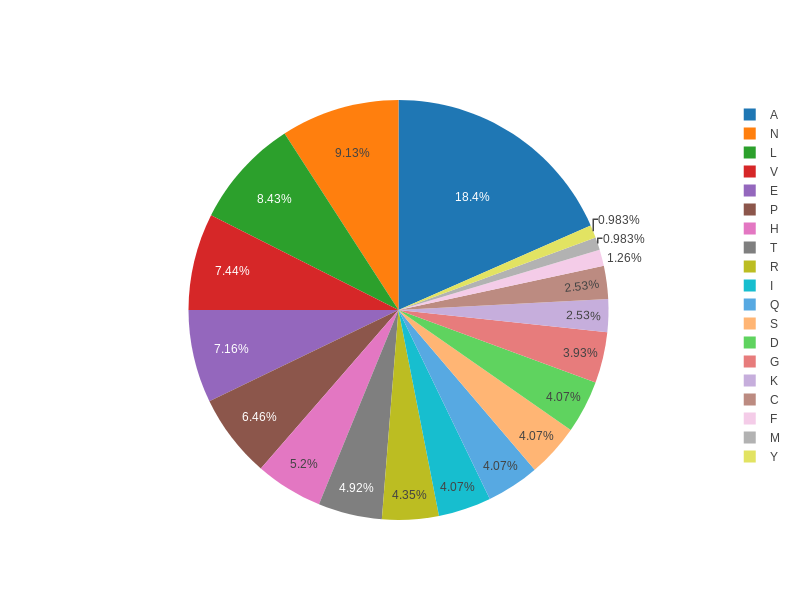 18.4%
9.13%
8.43%
7.44%
7.16%
6.46%
5.2%
4.92%
4.35%
4.07%
4.07%
4.07%
4.07%
3.93%
2.53%
2.53%
1.26%
0.983%
0.983%
A
N
L
V
E
P
H
T
R
I
Q
S
D
G
K
C
F
M
Y